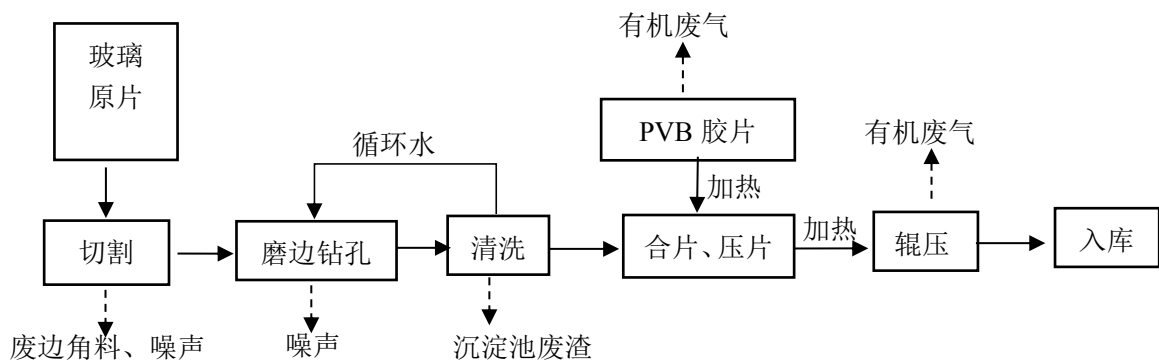 有机废气
玻璃
原片
PVB 胶片
有机废气
循环水
加热
切割
磨边钻孔
清洗
合片、压片
加热
辊压
入库
废边角料、噪声
噪声
沉淀池废渣